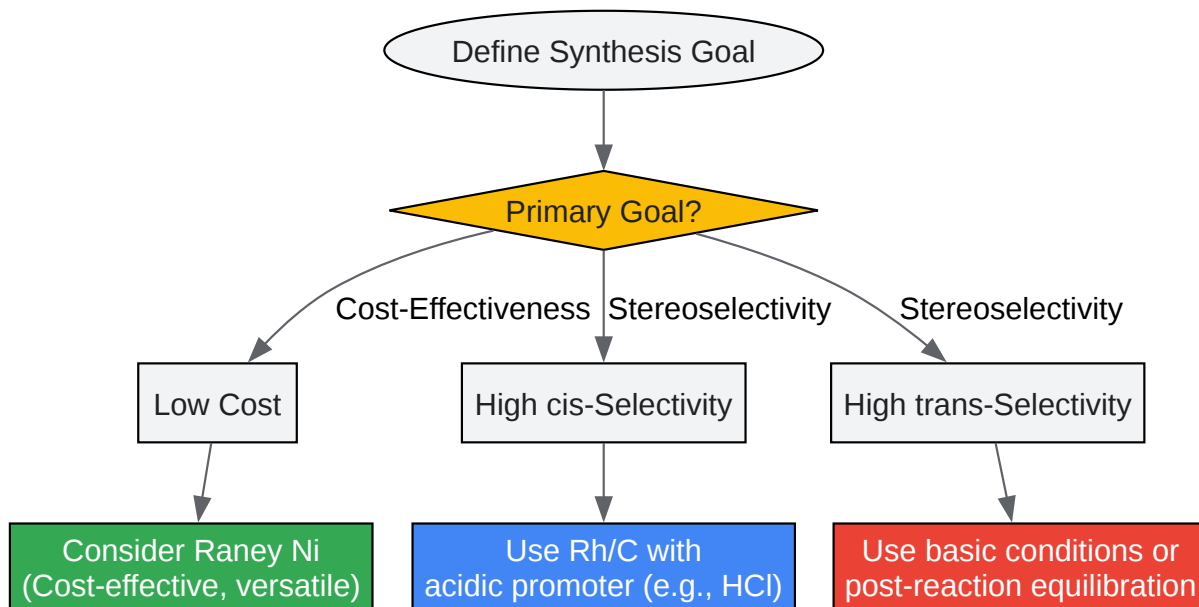 Define Synthesis Goal
Primary Goal?
Cost-Effectiveness
Stereoselectivity
Stereoselectivity
Low Cost
High cis-Selectivity
High trans-Selectivity
Consider Raney Ni
(Cost-effective, versatile)
Use Rh/C with
acidic promoter (e.g., HCl)
Use basic conditions or
post-reaction equilibration